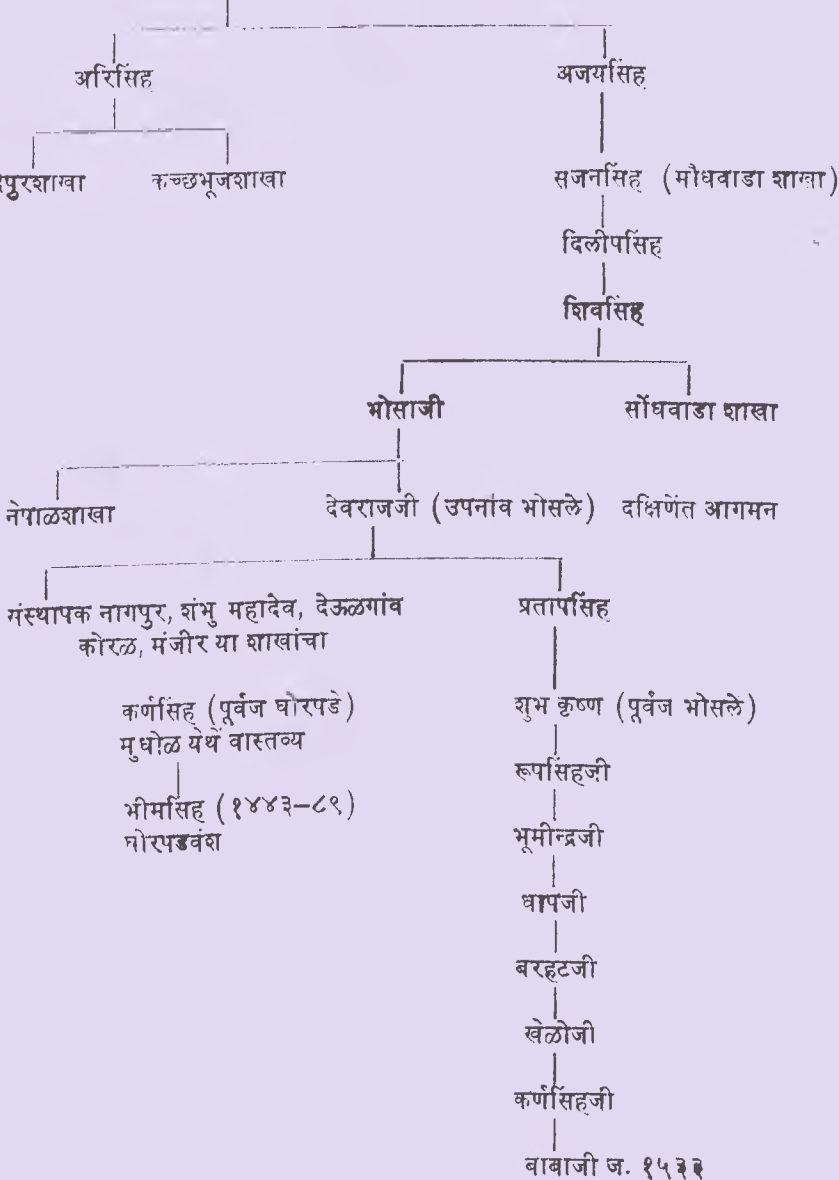 अरिसिंह अजयसिंह
कच्छभूजशाखा
सजनसिंह (मोधवाडा शाखा)
दिलीपसिंह
शिवसिंह
भोसाजी सोंधवाडा शाखा
नेपाळशाखा देवराजजी (उपनांव भोसले) दक्षिणेंत आगमन
संस्थापक नागपुर, शंभु महादेव, देऊळगांव
कोरळ, मंजीर या शाखांचा
प्रतापसिंह
कर्णसिंह (पूर्वज घोरपडे)
मुधोळ येथें वास्तव्य
भीमसिंह (१४४३–८९)
घोरपडवंश
शुभ कृष्ण (पूर्वज भोसले)
रूपसिंहजी
भूमीन्द्रजी
धापजी
बरहटजी
खेळोजी
कर्णसिंहजी
बाबाजी ज. १५३३